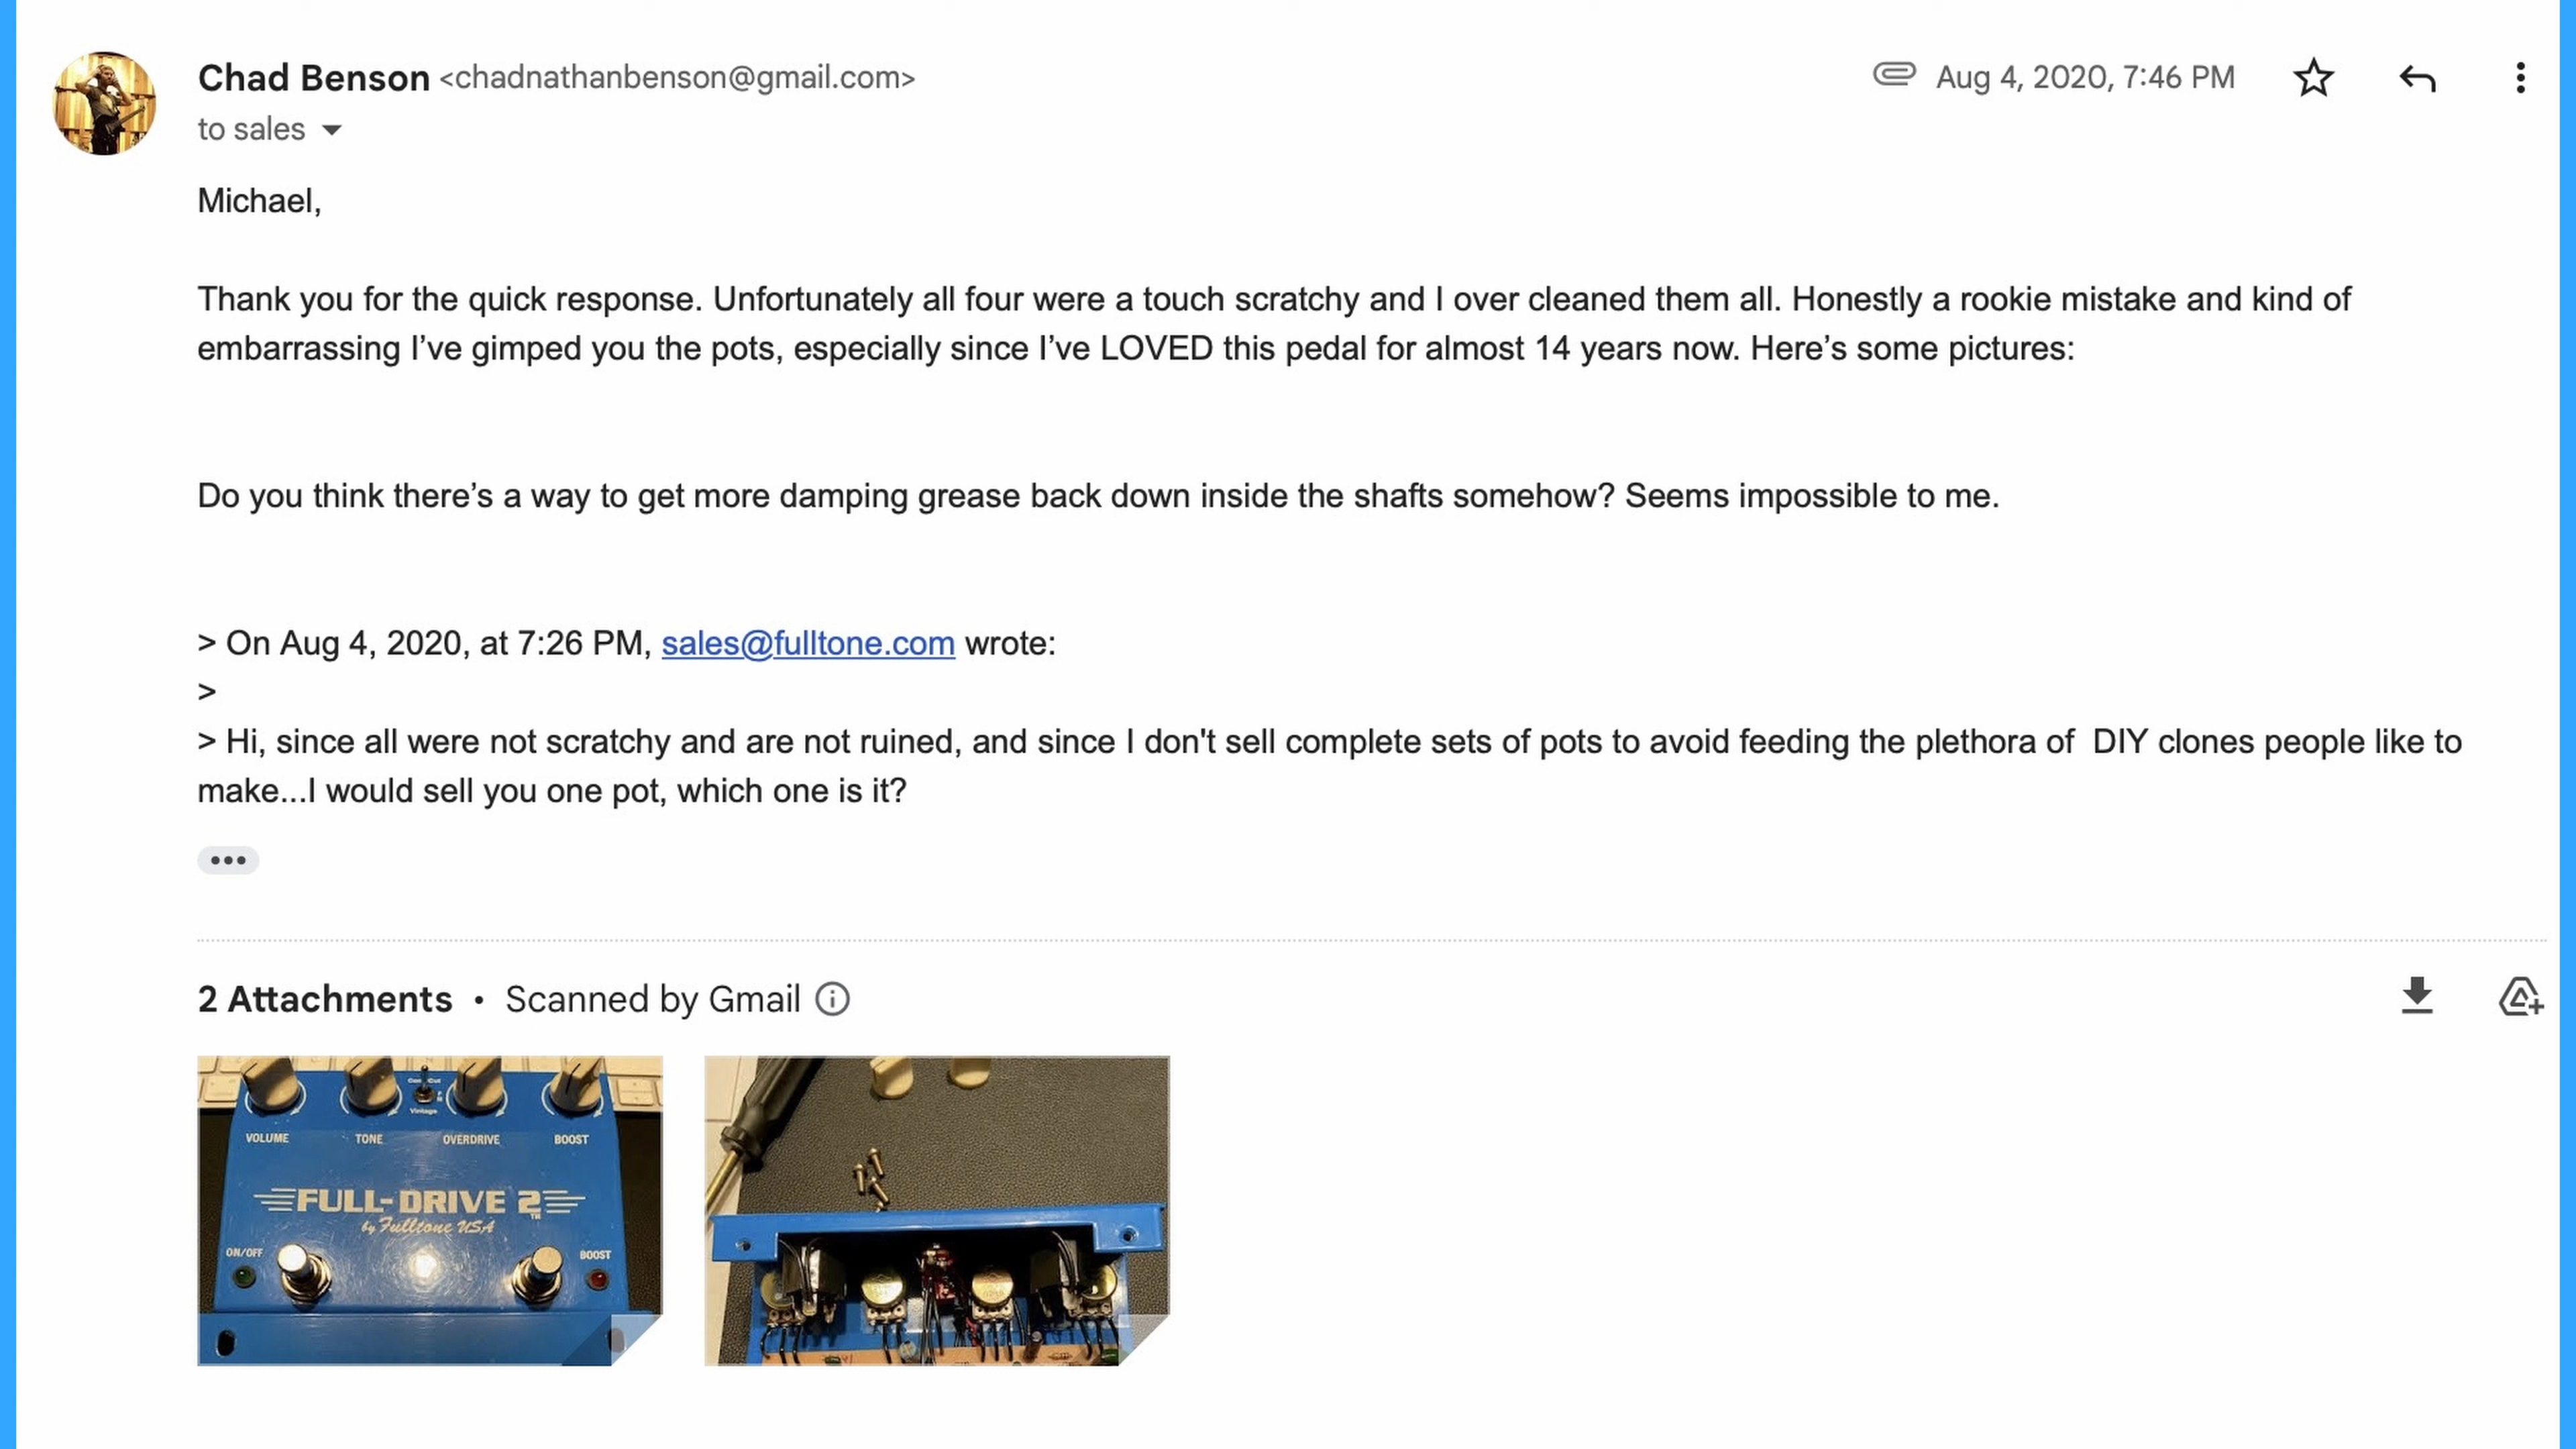 Chad Benson <chadnathanbenson@gmail.com>
Aug 4, 2020, 7:46 PM
to sales
Michael,
Thank you for the quick response. Unfortunately all four were a touch scratchy and I over cleaned them all. Honestly a rookie mistake and kind of
embarrassing I’ve gimped you the pots, especially since I’ve LOVED this pedal for almost 14 years now. Here’s some pictures:
Do you think there’s a way to get more damping grease back down inside the shafts somehow? Seems impossible to me.
> On Aug 4, 2020, at 7:26 PM, sales@fulltone.com wrote:
>
> Hi, since all were not scratchy and are not ruined, and since I don't sell complete sets of pots to avoid feeding the plethora of  DIY clones people like to
make...I would sell you one pot, which one is it?
2 Attachments • Scanned by Gmail
Vintage
VOLUME TONE OVERDRIVE BOOST
FULL-DRIVE 2 TM
by Fulltone USA
ON/OFF BOOST